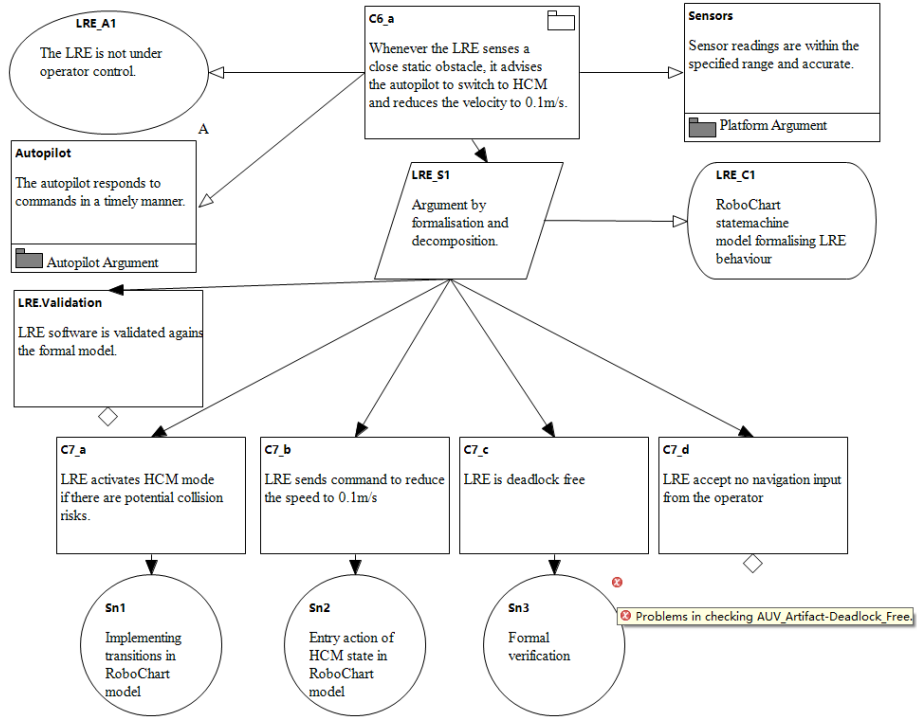 LRE_A1
The LRE is not under
operator control.
A
C6_a
Whenever the LRE senses a
close static obstacle, it advises
the autopilot to switch to HCM
and reduces the velocity to 0.1m/s.
Sensors
Sensor readings are within the
specified range and accurate.
Platform Argument
Autopilot
The autopilot responds to
commands in a timely manner.
Autopilot Argument
LRE_S1
Argument by
formalisation and
decomposition.
LRE_C1
RoboChart
statemachine
model formalising LRE
behaviour
LRE.Validation
LRE software is validated agains
the formal model.
C7_a
LRE activates HCM mode
if there are potential collision
risks.
C7_b
LRE sends command to reduce
the speed to 0.1m/s
C7_c
LRE is deadlock free
C7_d
LRE accept no navigation input
from the operator
Sn1
Implementing
transitions in
RoboChart
model
Sn2
Entry action of
HCM state in
RoboChart
model
Sn3
Formal
verification
Problems in checking AUV_Artifact-Deadlock_Free.